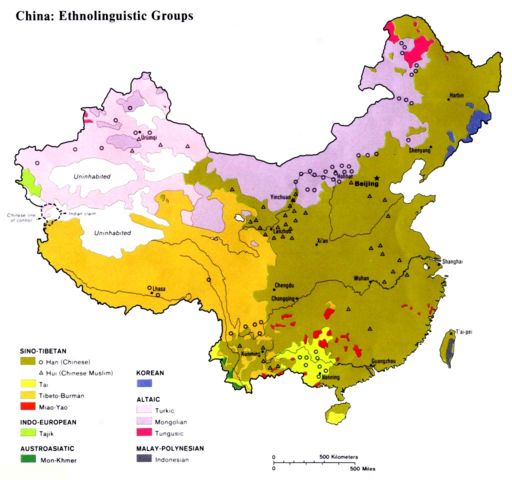 China: Ethnolinguistic Groups
Harbin
Shenyang
Ürümqi
Hohhot
Beijing
Uninhabited
Yinchuan
Chinese line of control
Indian claim
Lanzhou
Uninhabited
Xi'an
Shanghai
Chengdu
Wuhan
Lhasa
Chongqing
T'ai-pei
Kunming
Guangzhou
Nanning
SINO-TIBETAN
Han (Chinese)
Hui (Chinese Muslim)
Tai
Tibeto-Burman
Miao-Yao
INDO-EUROPEAN
Tajik
AUSTROASIATIC
Mon-Khmer
KOREAN
ALTAIC
Turkic
Mongolian
Tungusic
MALAY-POLYNESIAN
Indonesian
0 500 Kilometers
0 500 Miles